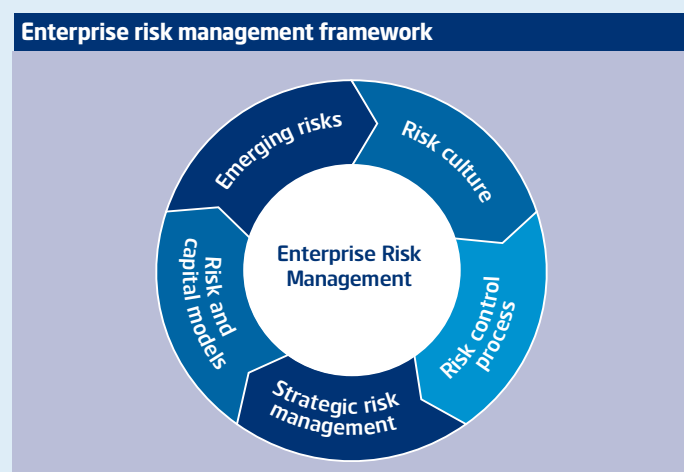 Enterprise risk management framework
Emerging risks
Risk culture
Enterprise Risk
Management
Risk and
capital models
Risk control
process
Strategic risk
management